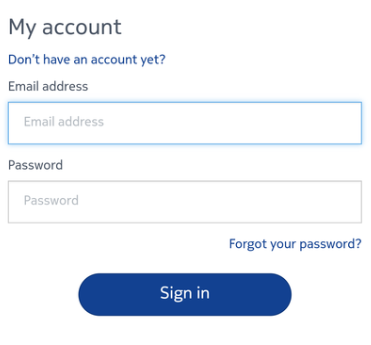 My account
Don't have an account yet?
Email address
Email address
Password
Password
Forgot your password?
Sign in